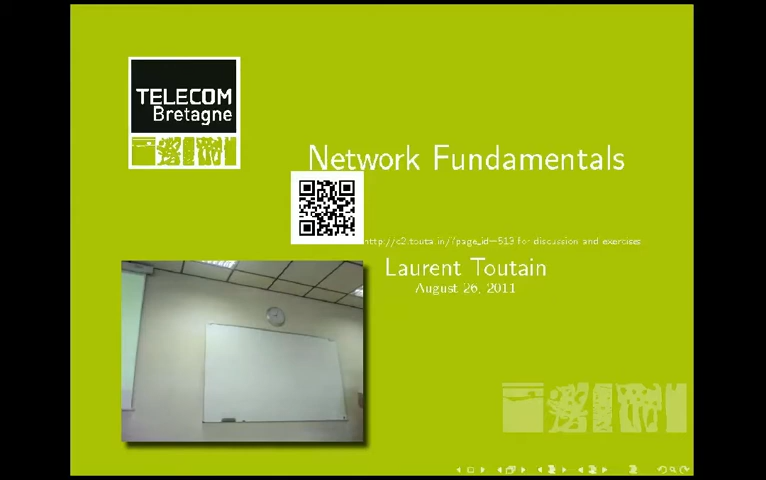 TELECOM
Bretagne
Network Fundamentals
http://c2.touta.in/?page_id=513 for discussion and exercises
Laurent Toutain
August 26, 2011